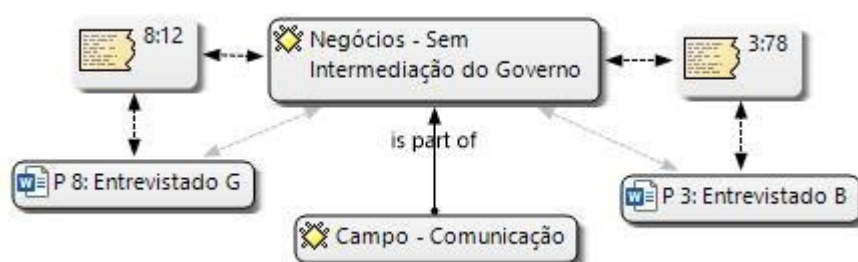 8:12
Negócios - Sem
Intermediação do Governo
3:78
is part of
P 8: Entrevistado G
P 3: Entrevistado B
Campo - Comunicação